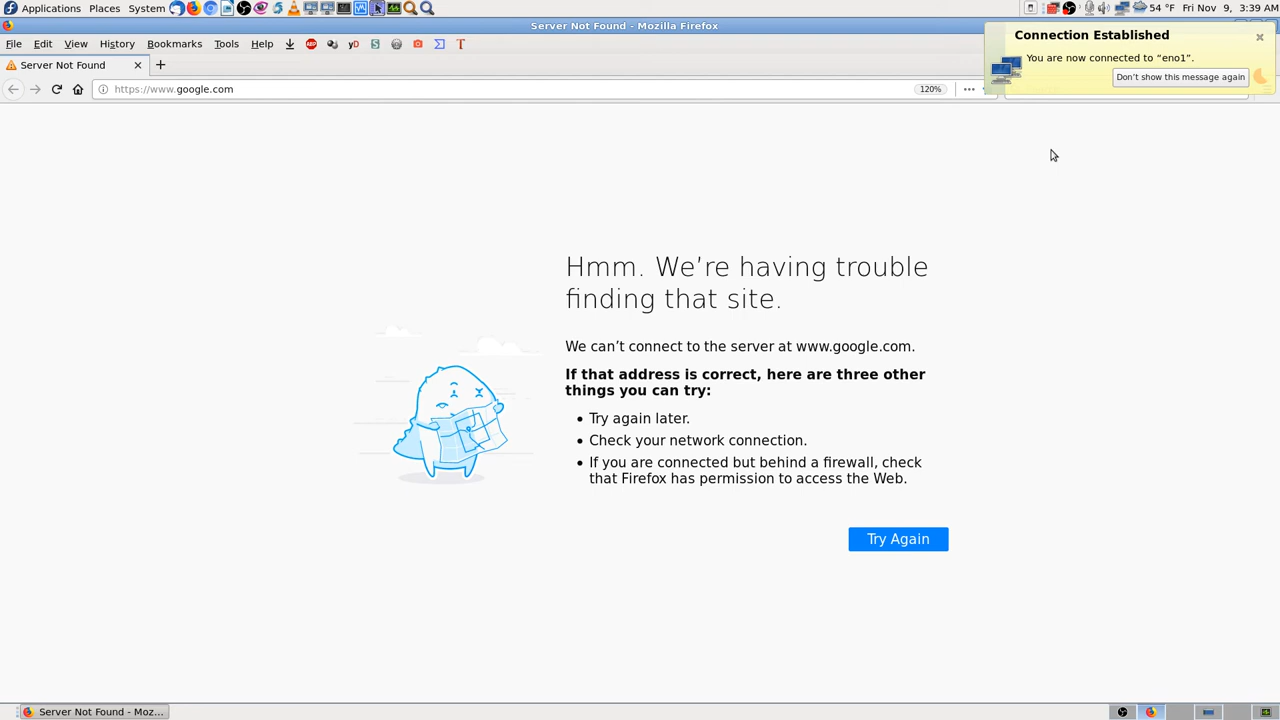 Applications Places System 54 °F Fri Nov 9, 3:39 AM
Server Not Found - Mozilla Firefox
File Edit View History Bookmarks Tools Help ABP yD S T
Connection Established
You are now connected to “eno1”.
Don’t show this message again
Server Not Found
https://www.google.com 120%
Hmm. We’re having trouble
finding that site.
We can’t connect to the server at www.google.com.
If that address is correct, here are three other
things you can try:
• Try again later.
• Check your network connection.
• If you are connected but behind a firewall, check
that Firefox has permission to access the Web.
Try Again
Server Not Found - Moz...